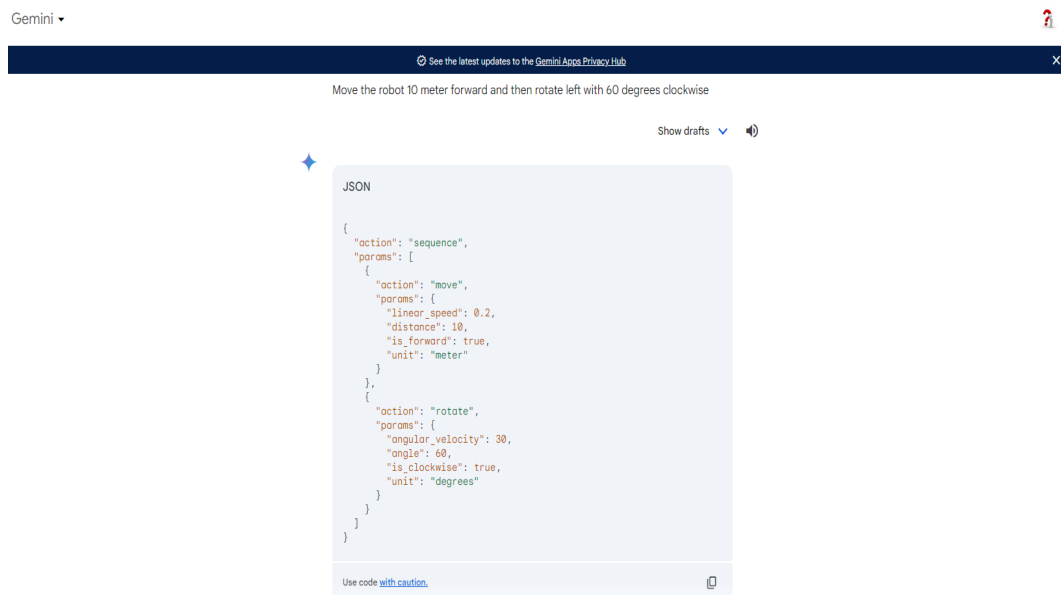 Gemini
See the latest updates to the Gemini Apps Privacy Hub
Move the robot 10 meter forward and then rotate left with 60 degrees clockwise
Show drafts
JSON
{
  "action": "sequence",
  "params": [
    {
      "action": "move",
      "params": {
        "linear_speed": 0.2,
        "distance": 10,
        "is_forward": true,
        "unit": "meter"
      }
    },
    {
      "action": "rotate",
      "params": {
        "angular_velocity": 30,
        "angle": 60,
        "is_clockwise": true,
        "unit": "degrees"
      }
    }
  ]
}
Use code with caution.